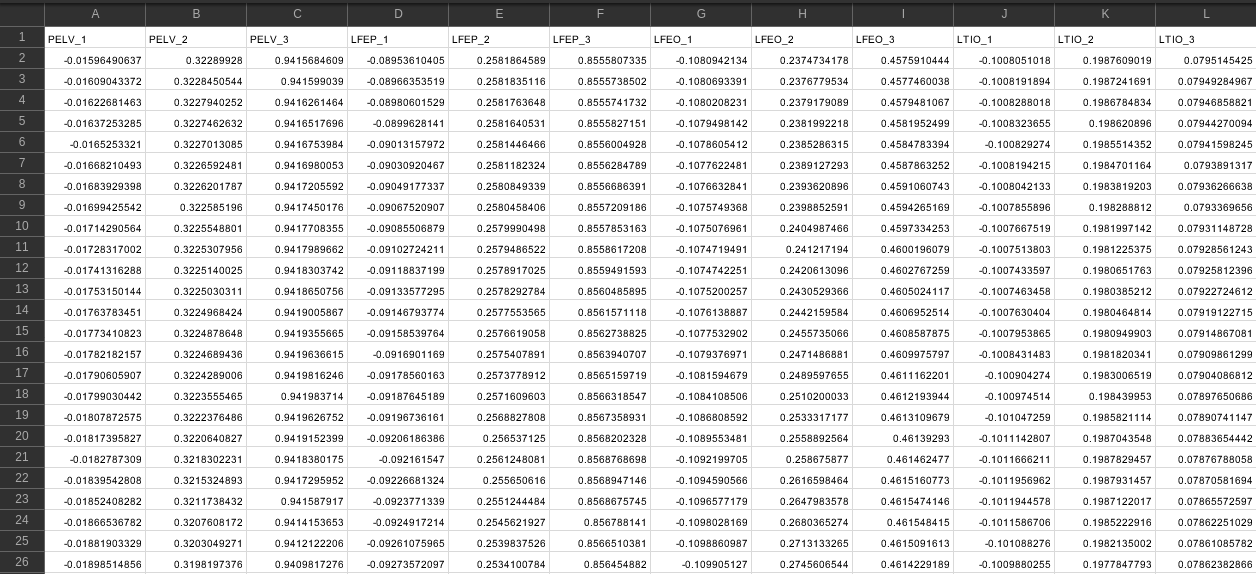 A B C D E F G H I J K L
1 PELV_1 PELV_2 PELV_3 LFEP_1 LFEP_2 LFEP_3 LFEO_1 LFEO_2 LFEO_3 LTIO_1 LTIO_2 LTIO_3
2 -0.01596490637 0.32289928 0.9415684609 -0.08953610405 0.2581864589 0.8555807335 -0.1080942134 0.2374734178 0.4575910444 -0.1008051018 0.1987609019 0.0795145425
3 -0.01609043372 0.3228450544 0.941599039 -0.08966353519 0.2581835116 0.8555738502 -0.1080693391 0.2376779534 0.4577460038 -0.1008191894 0.1987241691 0.07949284967
4 -0.01622681463 0.3227940252 0.9416261464 -0.08980601529 0.2581763648 0.8555741732 -0.1080208231 0.2379179089 0.4579481067 -0.1008288018 0.1986784834 0.07946858821
5 -0.01637253285 0.3227462632 0.9416517696 -0.0899628141 0.2581640531 0.8555827151 -0.1079498142 0.2381992218 0.4581952499 -0.1008323655 0.198620896 0.07944270094
6 -0.0165253321 0.3227013085 0.9416753984 -0.09013157972 0.2581446466 0.8556004928 -0.1078605412 0.2385286315 0.4584783394 -0.100829274 0.1985514352 0.07941598245
7 -0.01668210493 0.3226592481 0.9416980053 -0.09030920467 0.2581182324 0.8556284789 -0.1077622481 0.2389127293 0.4587863252 -0.1008194215 0.1984701164 0.0793891317
8 -0.01683929398 0.3226201787 0.9417205592 -0.09049177337 0.2580849339 0.8556686391 -0.1076632841 0.2393620896 0.4591060743 -0.1008042133 0.1983819203 0.07936266638
9 -0.01699425542 0.322585196 0.9417450176 -0.09067520907 0.2580458406 0.8557209186 -0.1075749368 0.2398852591 0.4594265169 -0.1007855896 0.198288812 0.0793369656
10 -0.01714290564 0.3225548801 0.9417708355 -0.09085506879 0.2579990498 0.8557853163 -0.1075076961 0.2404987466 0.4597334253 -0.1007667519 0.1981997142 0.07931148728
11 -0.01728317002 0.3225307956 0.9417989662 -0.09102724211 0.2579486522 0.8558617208 -0.1074719491 0.241217194 0.4600196079 -0.1007513803 0.1981225375 0.07928561243
12 -0.01741316288 0.3225140025 0.9418303742 -0.09118837199 0.2578917025 0.8559491593 -0.1074742251 0.2420613096 0.4602767259 -0.1007433597 0.1980651763 0.07925812396
13 -0.01753150144 0.3225030311 0.9418650756 -0.09133577295 0.2578292784 0.8560485895 -0.1075200257 0.2430529366 0.4605024117 -0.1007463458 0.1980385212 0.07922724612
14 -0.01763783451 0.3224968424 0.9419005867 -0.09146793774 0.2577553565 0.8561571118 -0.1076138887 0.2442159584 0.4606952514 -0.1007630404 0.1980464814 0.07919122715
15 -0.01773410823 0.3224878648 0.9419355665 -0.09158539764 0.2576619058 0.8562738825 -0.1077532902 0.2455735066 0.4608587875 -0.1007953865 0.1980949903 0.07914867081
16 -0.01782182157 0.3224689436 0.9419636615 -0.0916901169 0.2575407891 0.8563940707 -0.1079376971 0.2471486881 0.4609975797 -0.1008431483 0.1981820341 0.07909861299
17 -0.01790605907 0.3224289006 0.9419816246 -0.09178560163 0.2573778912 0.8565159719 -0.1081594679 0.2489597655 0.4611162201 -0.100904274 0.1983006519 0.07904086812
18 -0.01799030442 0.3223555465 0.941983714 -0.09187645189 0.2571609603 0.8566318547 -0.1084108506 0.2510200033 0.4612193944 -0.100974514 0.198439953 0.07897650686
19 -0.01807872575 0.3222376486 0.9419626752 -0.09196736161 0.2568827808 0.8567358931 -0.1086808592 0.2533317177 0.4613109679 -0.101047259 0.1985821114 0.07890741147
20 -0.01817395827 0.3220640827 0.9419152399 -0.09206186386 0.256537125 0.8568202328 -0.1089553481 0.2558892564 0.46139293 -0.1011142807 0.1987043548 0.07883654442
21 -0.0182787309 0.3218302231 0.9418380175 -0.092161547 0.2561248081 0.8568768698 -0.1092199705 0.258675877 0.461462477 -0.1011666211 0.1987829457 0.07876788058
22 -0.01839542808 0.3215324893 0.9417295952 -0.09226681324 0.255650616 0.8568947146 -0.1094590566 0.2616598464 0.4615160773 -0.1011956962 0.1987931457 0.07870581694
23 -0.01852408282 0.3211738432 0.941587917 -0.0923771339 0.2551244484 0.8568675745 -0.1096577179 0.2647983578 0.4615474146 -0.1011944578 0.1987122017 0.07865572597
24 -0.01866536782 0.3207608172 0.9414153653 -0.0924917214 0.2545621927 0.856788141 -0.1098028169 0.2680365274 0.461548415 -0.1011586706 0.1985222916 0.07862251029
25 -0.01881903329 0.3203049271 0.9412122206 -0.09261075965 0.2539837526 0.8566510381 -0.1098860987 0.2713133265 0.4615091613 -0.101088276 0.1982135002 0.07861085782
26 -0.01898514856 0.3198197376 0.9409817276 -0.09273572097 0.2534100784 0.856454882 -0.109905127 0.2745606544 0.4614229189 -0.1009880255 0.1977847793 0.07862382866